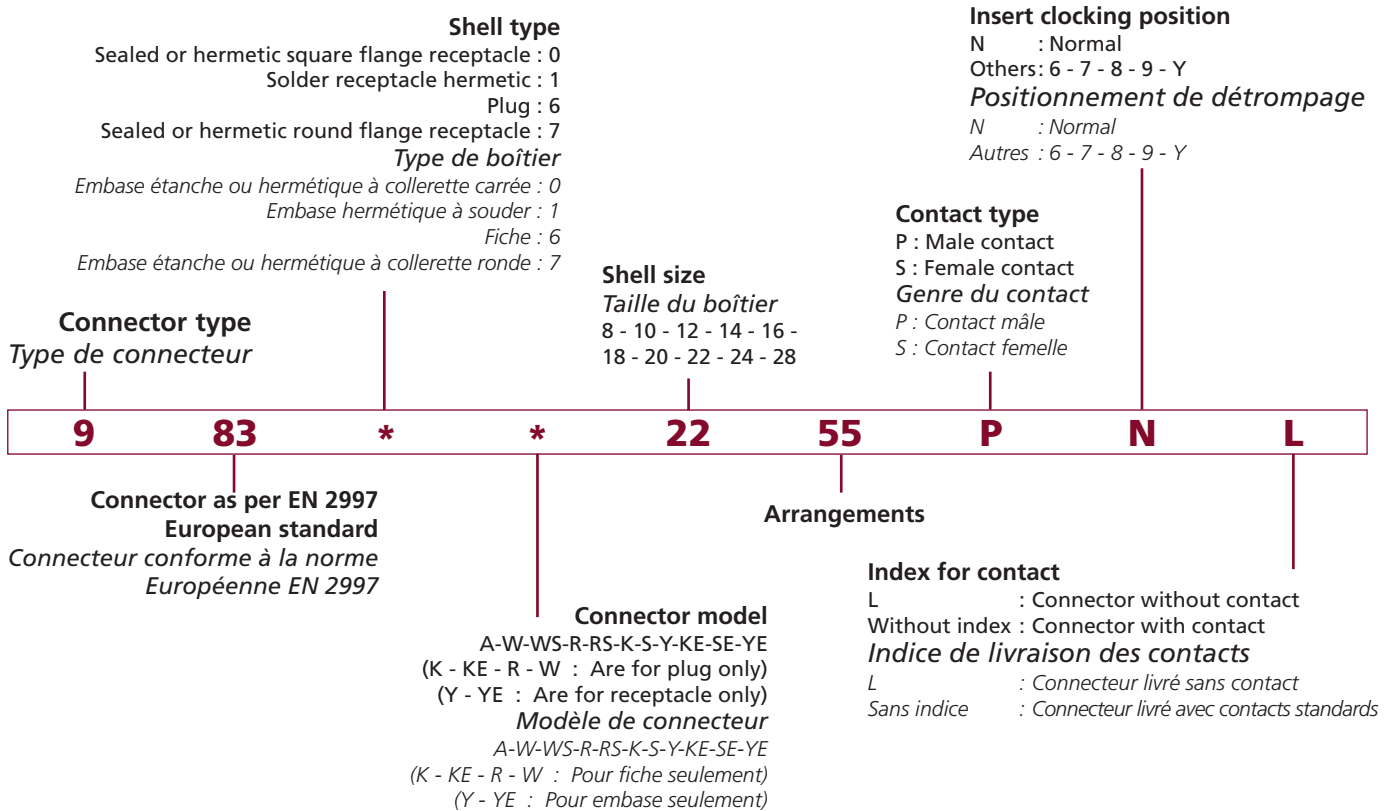 Shell type
Sealed or hermetic square flange receptacle : 0
Solder receptacle hermetic : 1
Plug : 6
Sealed or hermetic round flange receptacle : 7
Type de boîtier
Embase étanche ou hermétique à collerette carrée : 0
Embase hermétique à souder : 1
Fiche : 6
Embase étanche ou hermétique à collerette ronde : 7
Insert clocking position
N : Normal
Others : 6 - 7 - 8 - 9 - Y
Positionnement de détrompage
N : Normal
Autres : 6 - 7 - 8 - 9 - Y
Contact type
P : Male contact
S : Female contact
Genre du contact
P : Contact mâle
S : Contact femelle
Shell size
Taille du boîtier
8 - 10 - 12 - 14 - 16 -
18 - 20 - 22 - 24 - 28
Connector type
Type de connecteur
9 83 * * 22 55 P N L
Connector as per EN 2997
European standard
Connecteur conforme à la norme
Européenne EN 2997
Arrangements
Connector model
A-W-WS-R-RS-K-S-Y-KE-SE-YE
(K - KE - R - W : Are for plug only)
(Y - YE : Are for receptacle only)
Modèle de connecteur
A-W-WS-R-RS-K-S-Y-KE-SE-YE
(K - KE - R - W : Pour fiche seulement)
(Y - YE : Pour embase seulement)
Index for contact
L : Connector without contact
Without index : Connector with contact
Indice de livraison des contacts
L : Connecteur livré sans contact
Sans indice : Connecteur livré avec contacts standards